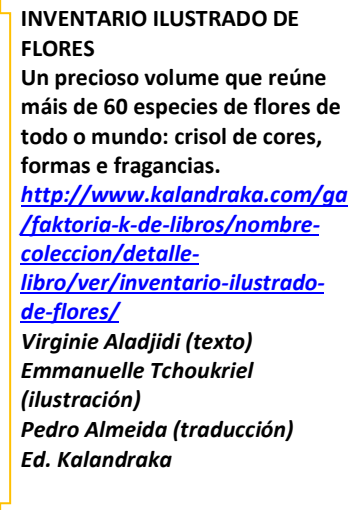 INVENTARIO ILUSTRADO DE
FLORES
Un precioso volume que reúne
máis de 60 especies de flores de
todo o mundo: crisol de cores,
formas e fragancias.
http://www.kalandraka.com/ga
/faktoria-k-de-libros/nombre-
coleccion/detalle-
libro/ver/inventario-ilustrado-
de-flores/
Virginie Aladjidi (texto)
Emmanuelle Tchoukriel
(ilustración)
Pedro Almeida (traducción)
Ed. Kalandraka